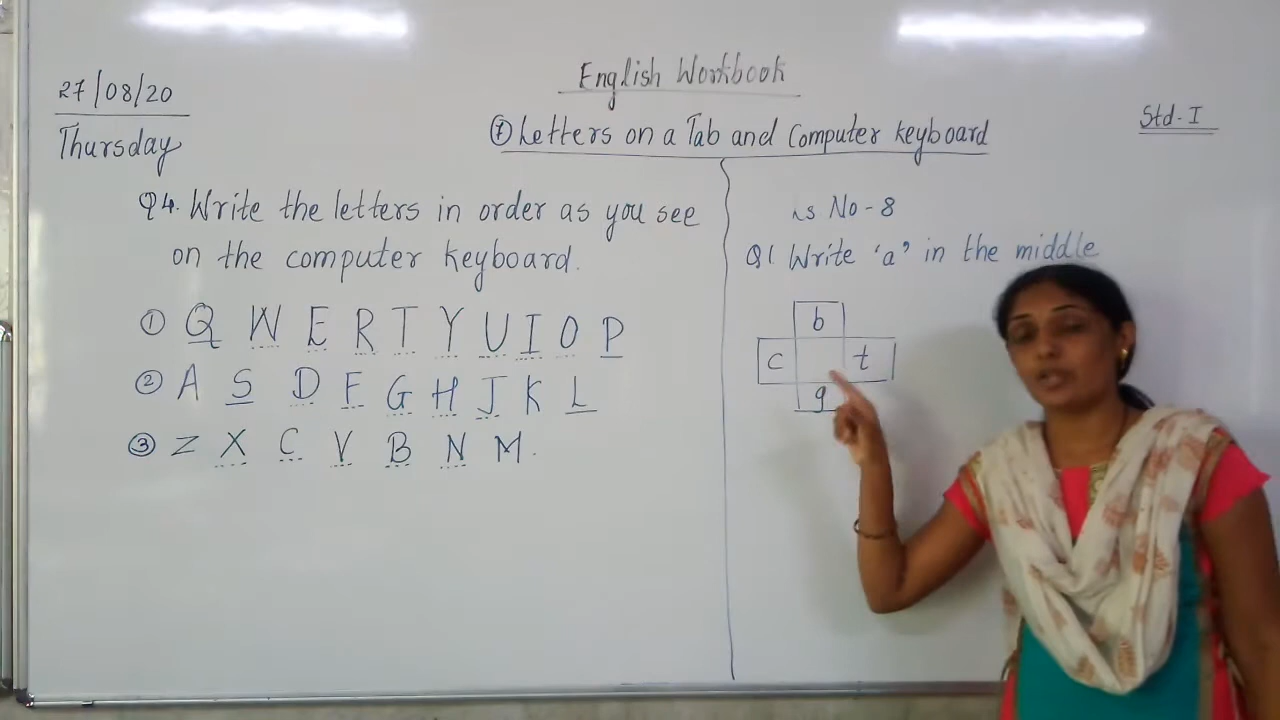 27/08/20
Thursday
English Workbook
⑦ Letters on a Tab and Computer keyboard
Std-I
Q4. Write the letters in order as you see
on the computer keyboard.
① Q W E R T Y U I O P
② A S D F G H J K L
③ Z X C V B N M.
Ls No-8
Q1 Write 'a' in the middle
b
c t
g